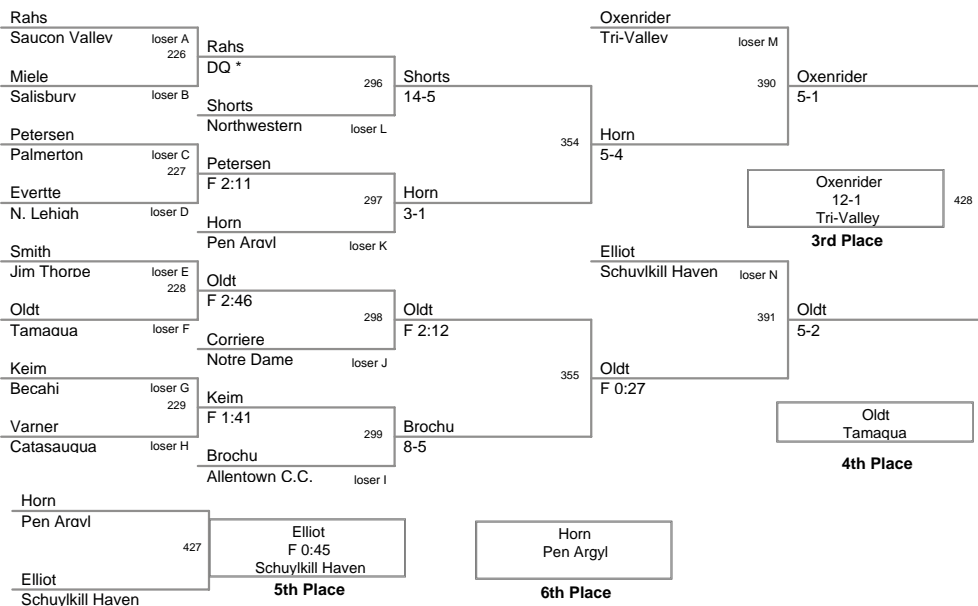 Rahs
Saucon Valley loser A
226
Rahs
DQ *
Miele
Salisbury loser B
296
Shorts
14-5
Shorts
Northwestern loser L
Petersen
Palmerton loser C
227
Petersen
F 2:11
Evertte
N. Lehigh loser D
297
Horn
3-1
Horn
Pen Argyl loser K
354
Horn
5-4
Smith
Jim Thorpe loser E
228
Oldt
F 2:46
Oldt
Tamaqua loser F
298
Oldt
F 2:12
Corriere
Notre Dame loser J
Keim
Becahi loser G
229
Keim
F 1:41
Varner
Catasauqua loser H
299
Brochu
8-5
Brochu
Allentown C.C. loser I
355
Oldt
F 0:27
Oxenrider
Tri-Valley loser M
390
Oxenrider
5-1
Oxenrider
12-1
Tri-Valley
428
3rd Place
Elliot
Schuylkill Haven loser N
391
Oldt
5-2
Oldt
Tamaqua
4th Place
Horn
Pen Argyl
427
Elliot
Schuylkill Haven
Elliot
F 0:45
Schuylkill Haven
5th Place
Horn
Pen Argyl
6th Place